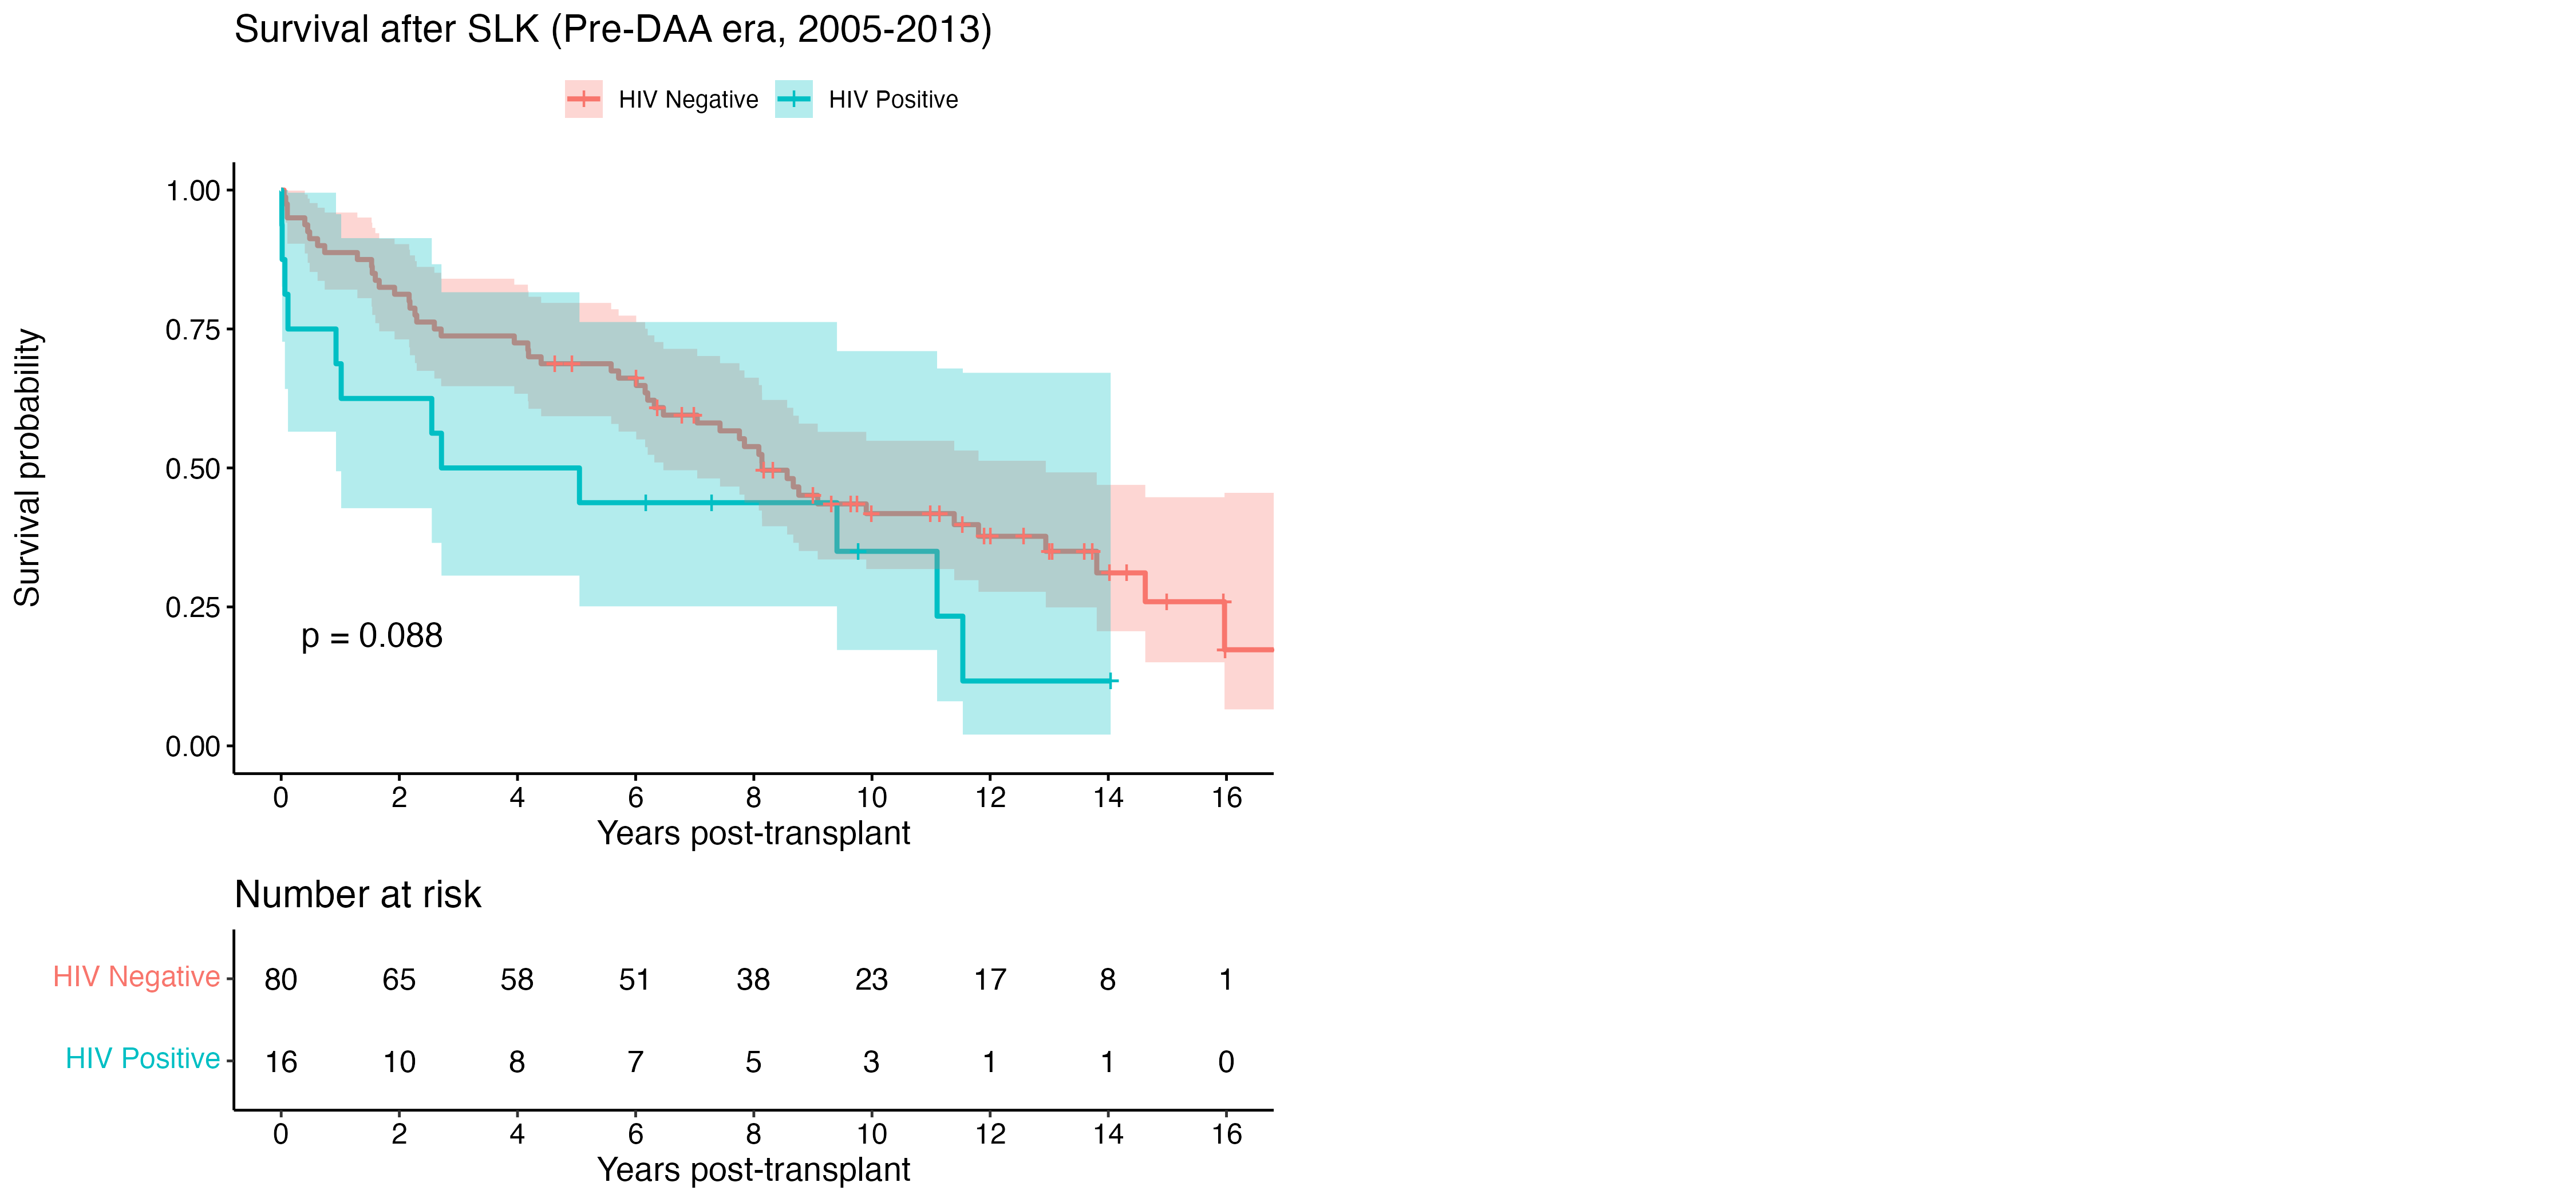 Survival after SLK (Pre-DAA era, 2005-2013)
HIV Negative HIV Positive
Survival probability
1.00
0.75
0.50
0.25
0.00
p = 0.088
0 2 4 6 8 10 12 14 16
Years post-transplant
Number at risk
HIV Negative 80 65 58 51 38 23 17 8 1
HIV Positive 16 10 8 7 5 3 1 1 0
0 2 4 6 8 10 12 14 16
Years post-transplant